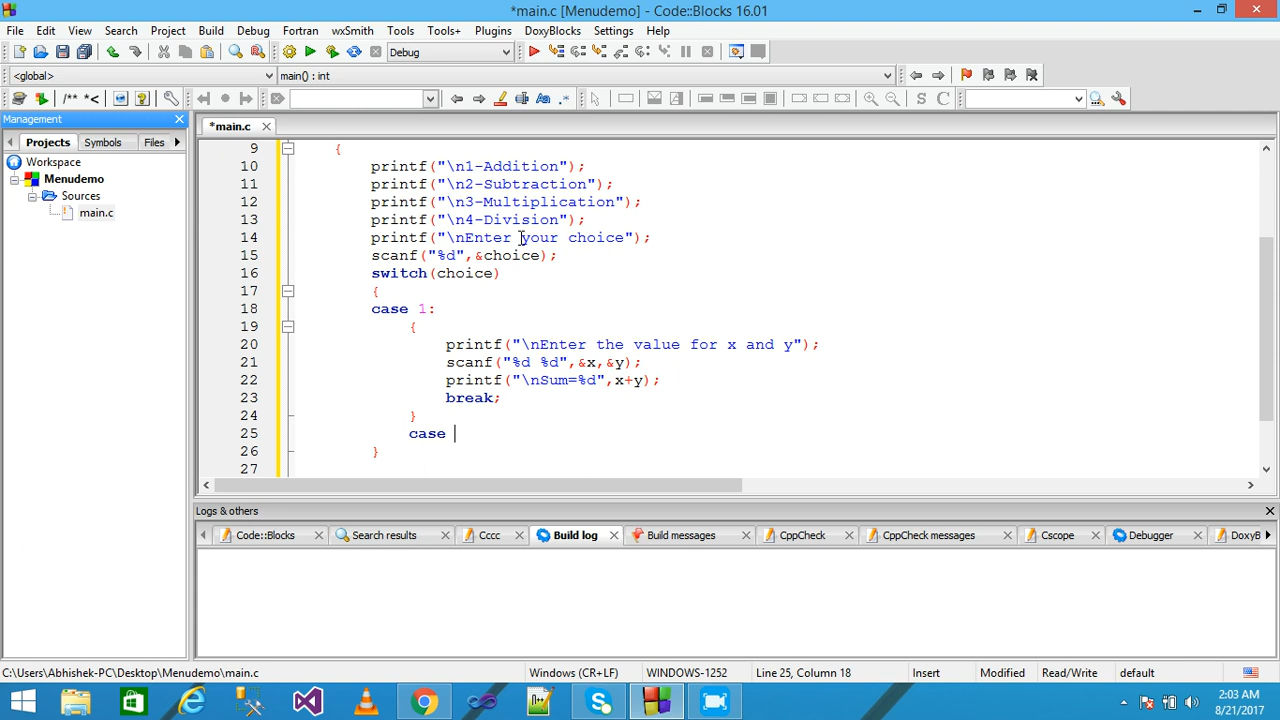 *main.c [Menudemo] - Code::Blocks 16.01
File Edit View Search Project Build Debug Fortran wxSmith Tools Tools+ Plugins DoxyBlocks Settings Help
Debug
<global> main() : int
/** *<
S C
Management
*main.c
Projects Symbols Files
Workspace
Menudemo
Sources
main.c
9 {
10 printf("\n1-Addition");
11 printf("\n2-Subtraction");
12 printf("\n3-Multiplication");
13 printf("\n4-Division");
14 printf("\nEnter your choice");
15 scanf("%d",&choice);
16 switch(choice)
17 {
18 case 1:
19 {
20 printf("\nEnter the value for x and y");
21 scanf("%d %d",&x,&y);
22 printf("\nSum=%d",x+y);
23 break;
24 }
25 case
26 }
27
Logs & others
Code::Blocks Search results Cccc Build log Build messages CppCheck CppCheck messages Cscope Debugger DoxyB
C:\Users\Abhishek-PC\Desktop\Menudemo\main.c Windows (CR+LF) WINDOWS-1252 Line 25, Column 18 Insert Modified Read/Write default
2:03 AM
8/21/2017